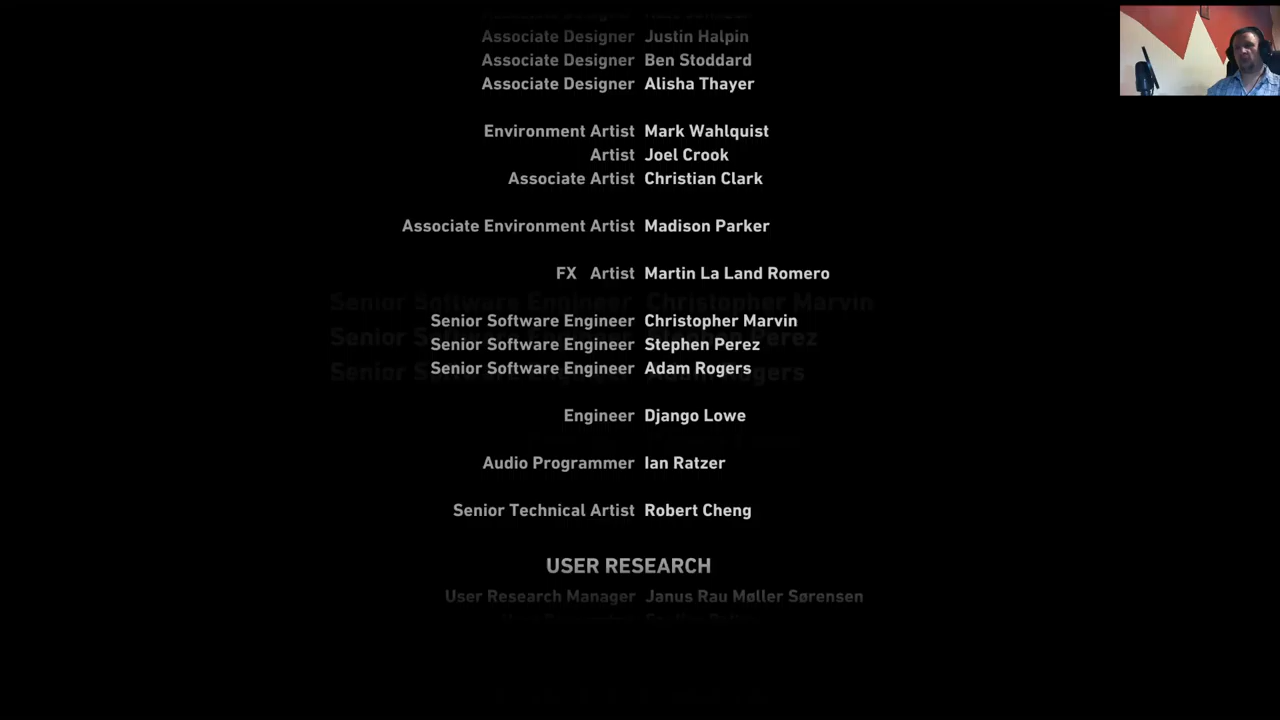 Associate Designer Justin Halpin
Associate Designer Ben Stoddard
Associate Designer Alisha Thayer
Environment Artist Mark Wahlquist
Artist Joel Crook
Associate Artist Christian Clark
Associate Environment Artist Madison Parker
FX Artist Martin La Land Romero
Senior Software Engineer Christopher Marvin
Senior Software Engineer Stephen Perez
Senior Software Engineer Adam Rogers
Engineer Django Lowe
Audio Programmer Ian Ratzer
Senior Technical Artist Robert Cheng
USER RESEARCH
User Research Manager Janus Rau Møller Sørensen